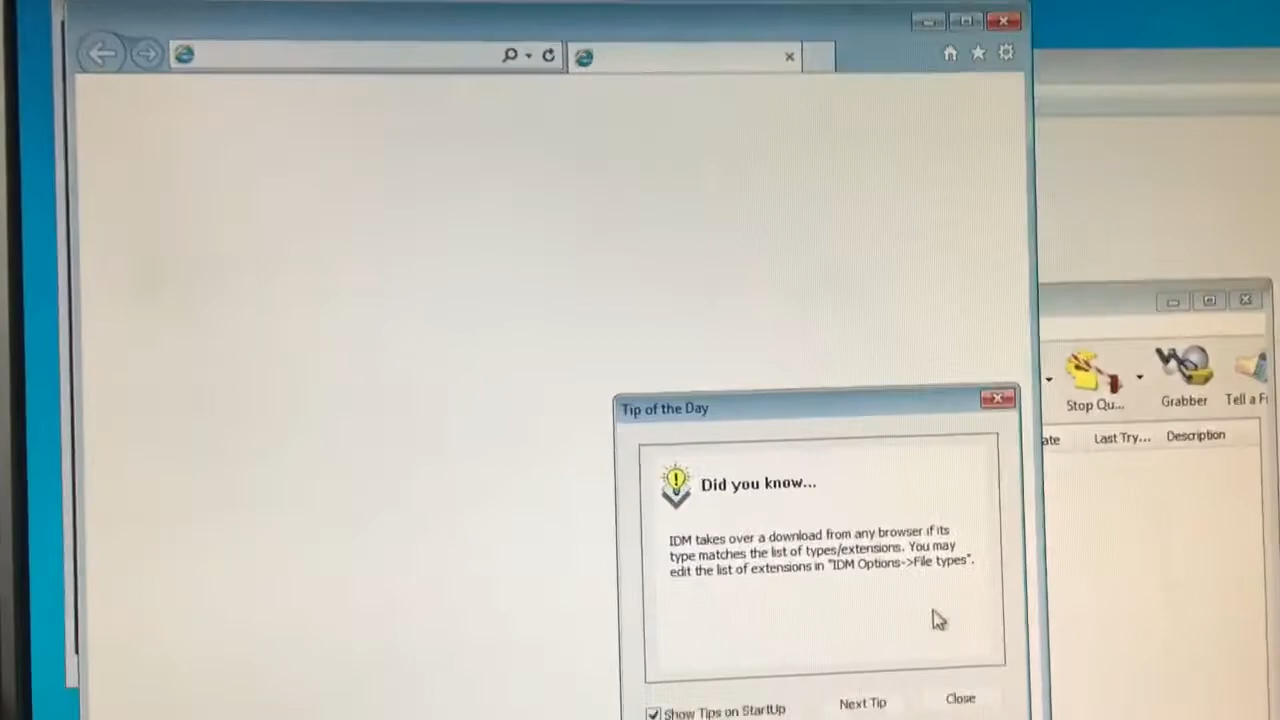 Stop Qu...
Grabber
Tell a F
ate
Last Try...
Description
Tip of the Day
Did you know...
IDM takes over a download from any browser if its
type matches the list of types/extensions. You may
edit the list of extensions in "IDM Options->File types".
Show Tips on StartUp
Next Tip
Close